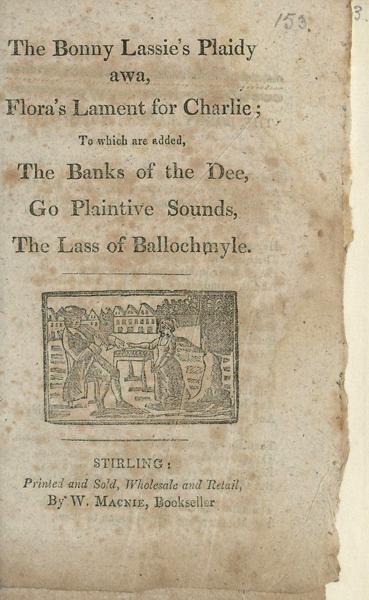 153.
3.
The Bonny Lassie's Plaidy
awa,
Flora's Lament for Charlie;
To which are added,
The Banks of the Dee,
Go Plaintive Sounds,
The Lass of Ballochmyle.
STIRLING:
Printed and Sold, Wholesale and Retail,
By W. MACNIE, Bookseller